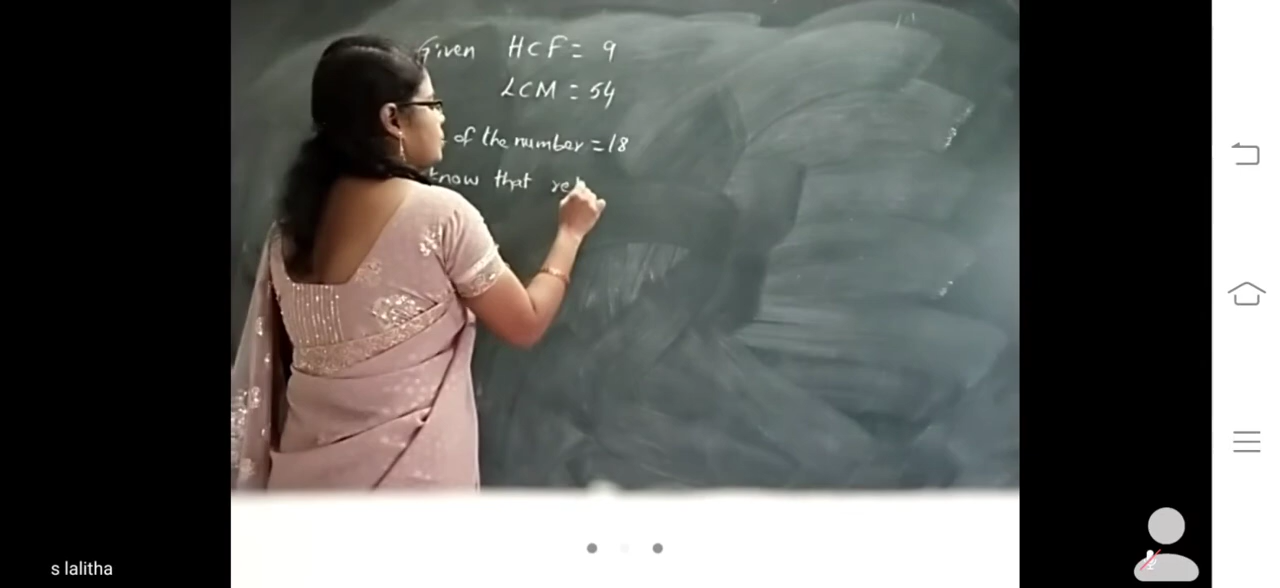 Given HCF = 9
LCM = 54
of the number = 18
know that
s lalitha